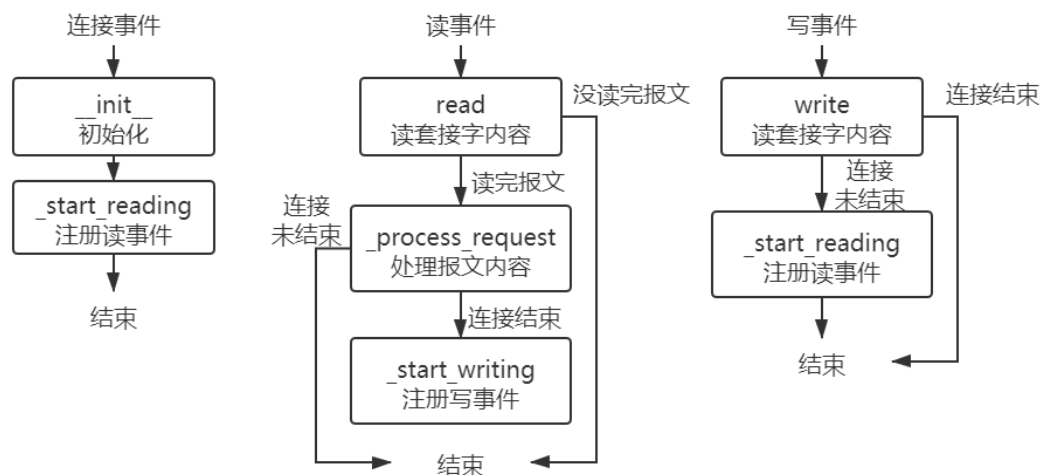 连接事件
__init__
初始化
_start_reading
注册读事件
结束
读事件
read
读套接字内容
没读完报文
读完报文
连接
未结束
_process_request
处理报文内容
连接结束
_start_writing
注册写事件
结束
写事件
write
读套接字内容
连接结束
连接
未结束
_start_reading
注册读事件
结束